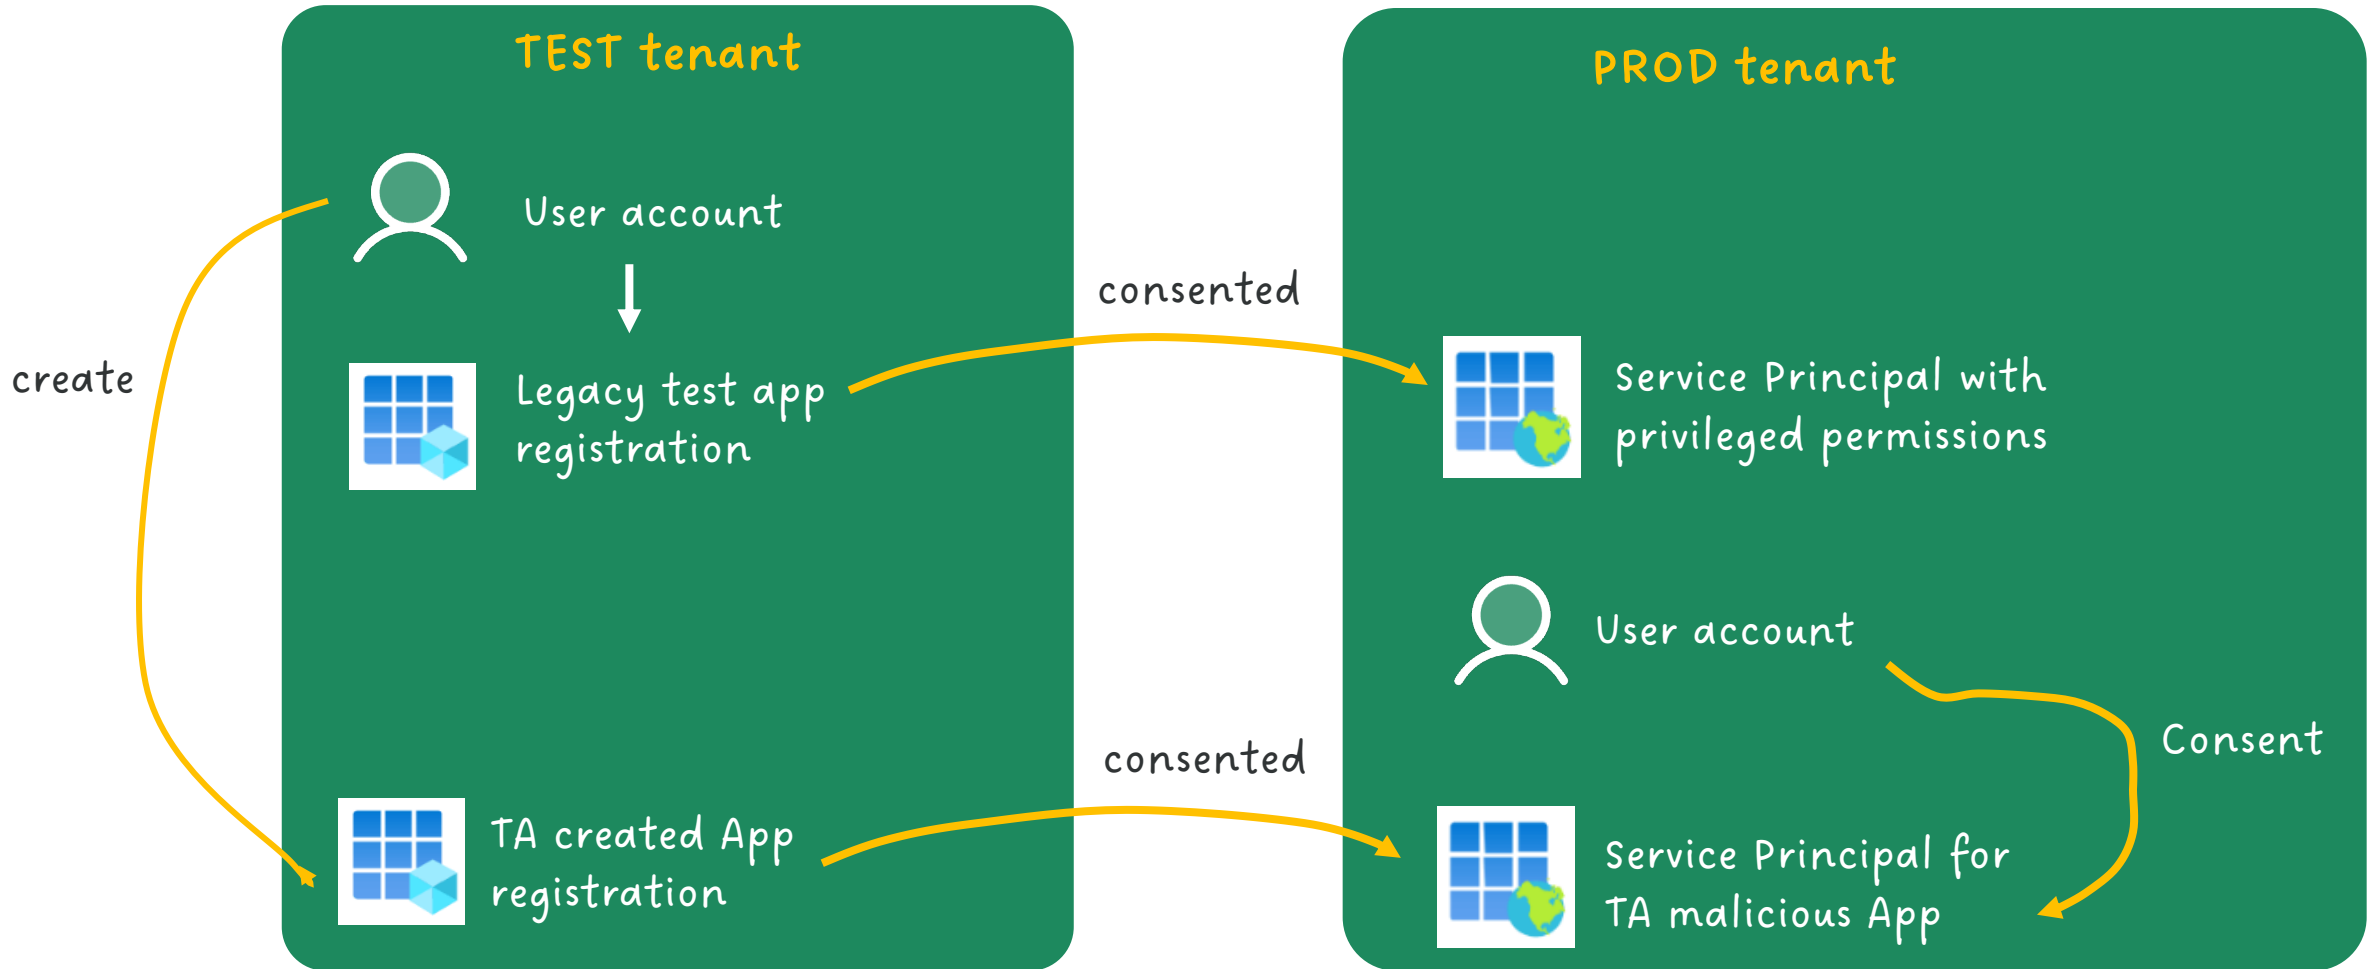 TEST tenant
User account
create
Legacy test app
registration
TA created App
registration
consented
consented
PROD tenant
Service Principal with
privileged permissions
User account
Consent
Service Principal for
TA malicious App